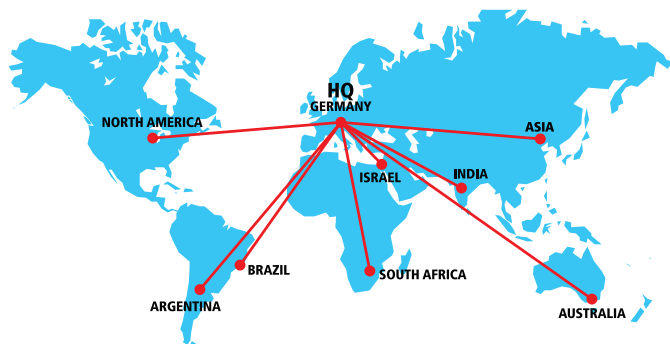 HQ
GERMANY
NORTH AMERICA
ASIA
ISRAEL
INDIA
BRAZIL
SOUTH AFRICA
ARGENTINA
AUSTRALIA